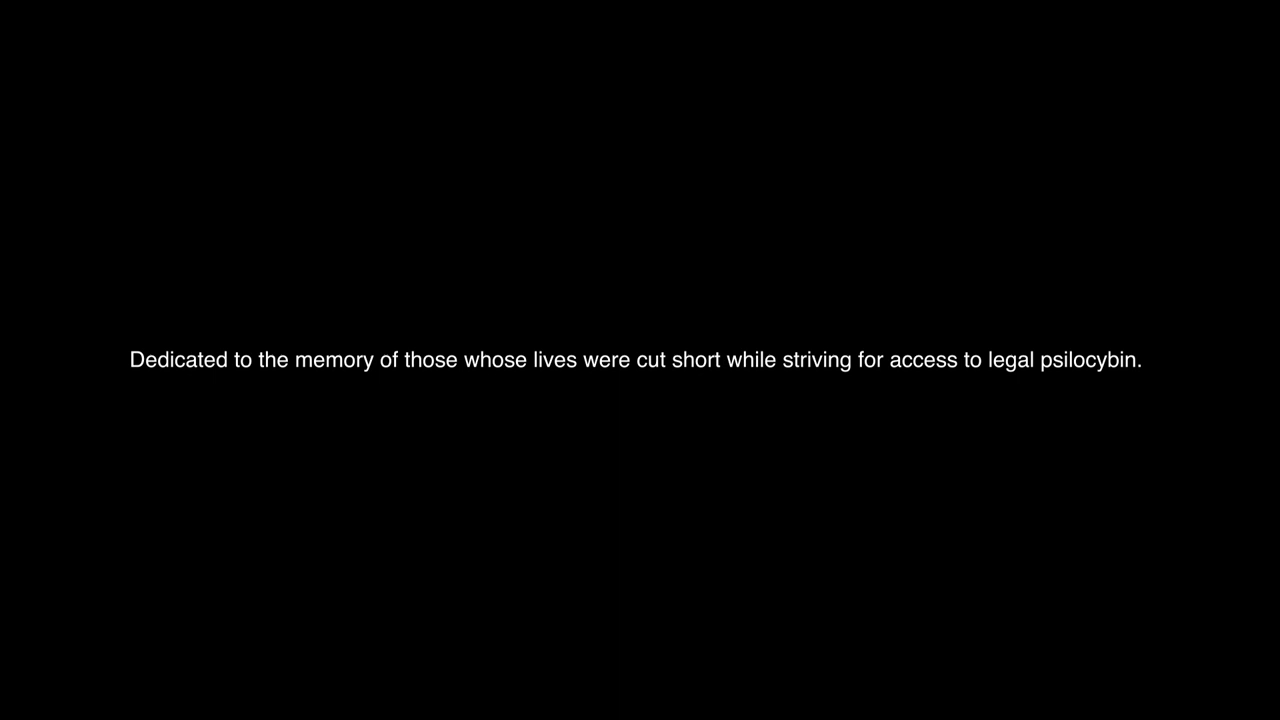 Dedicated to the memory of those whose lives were cut short while striving for access to legal psilocybin.